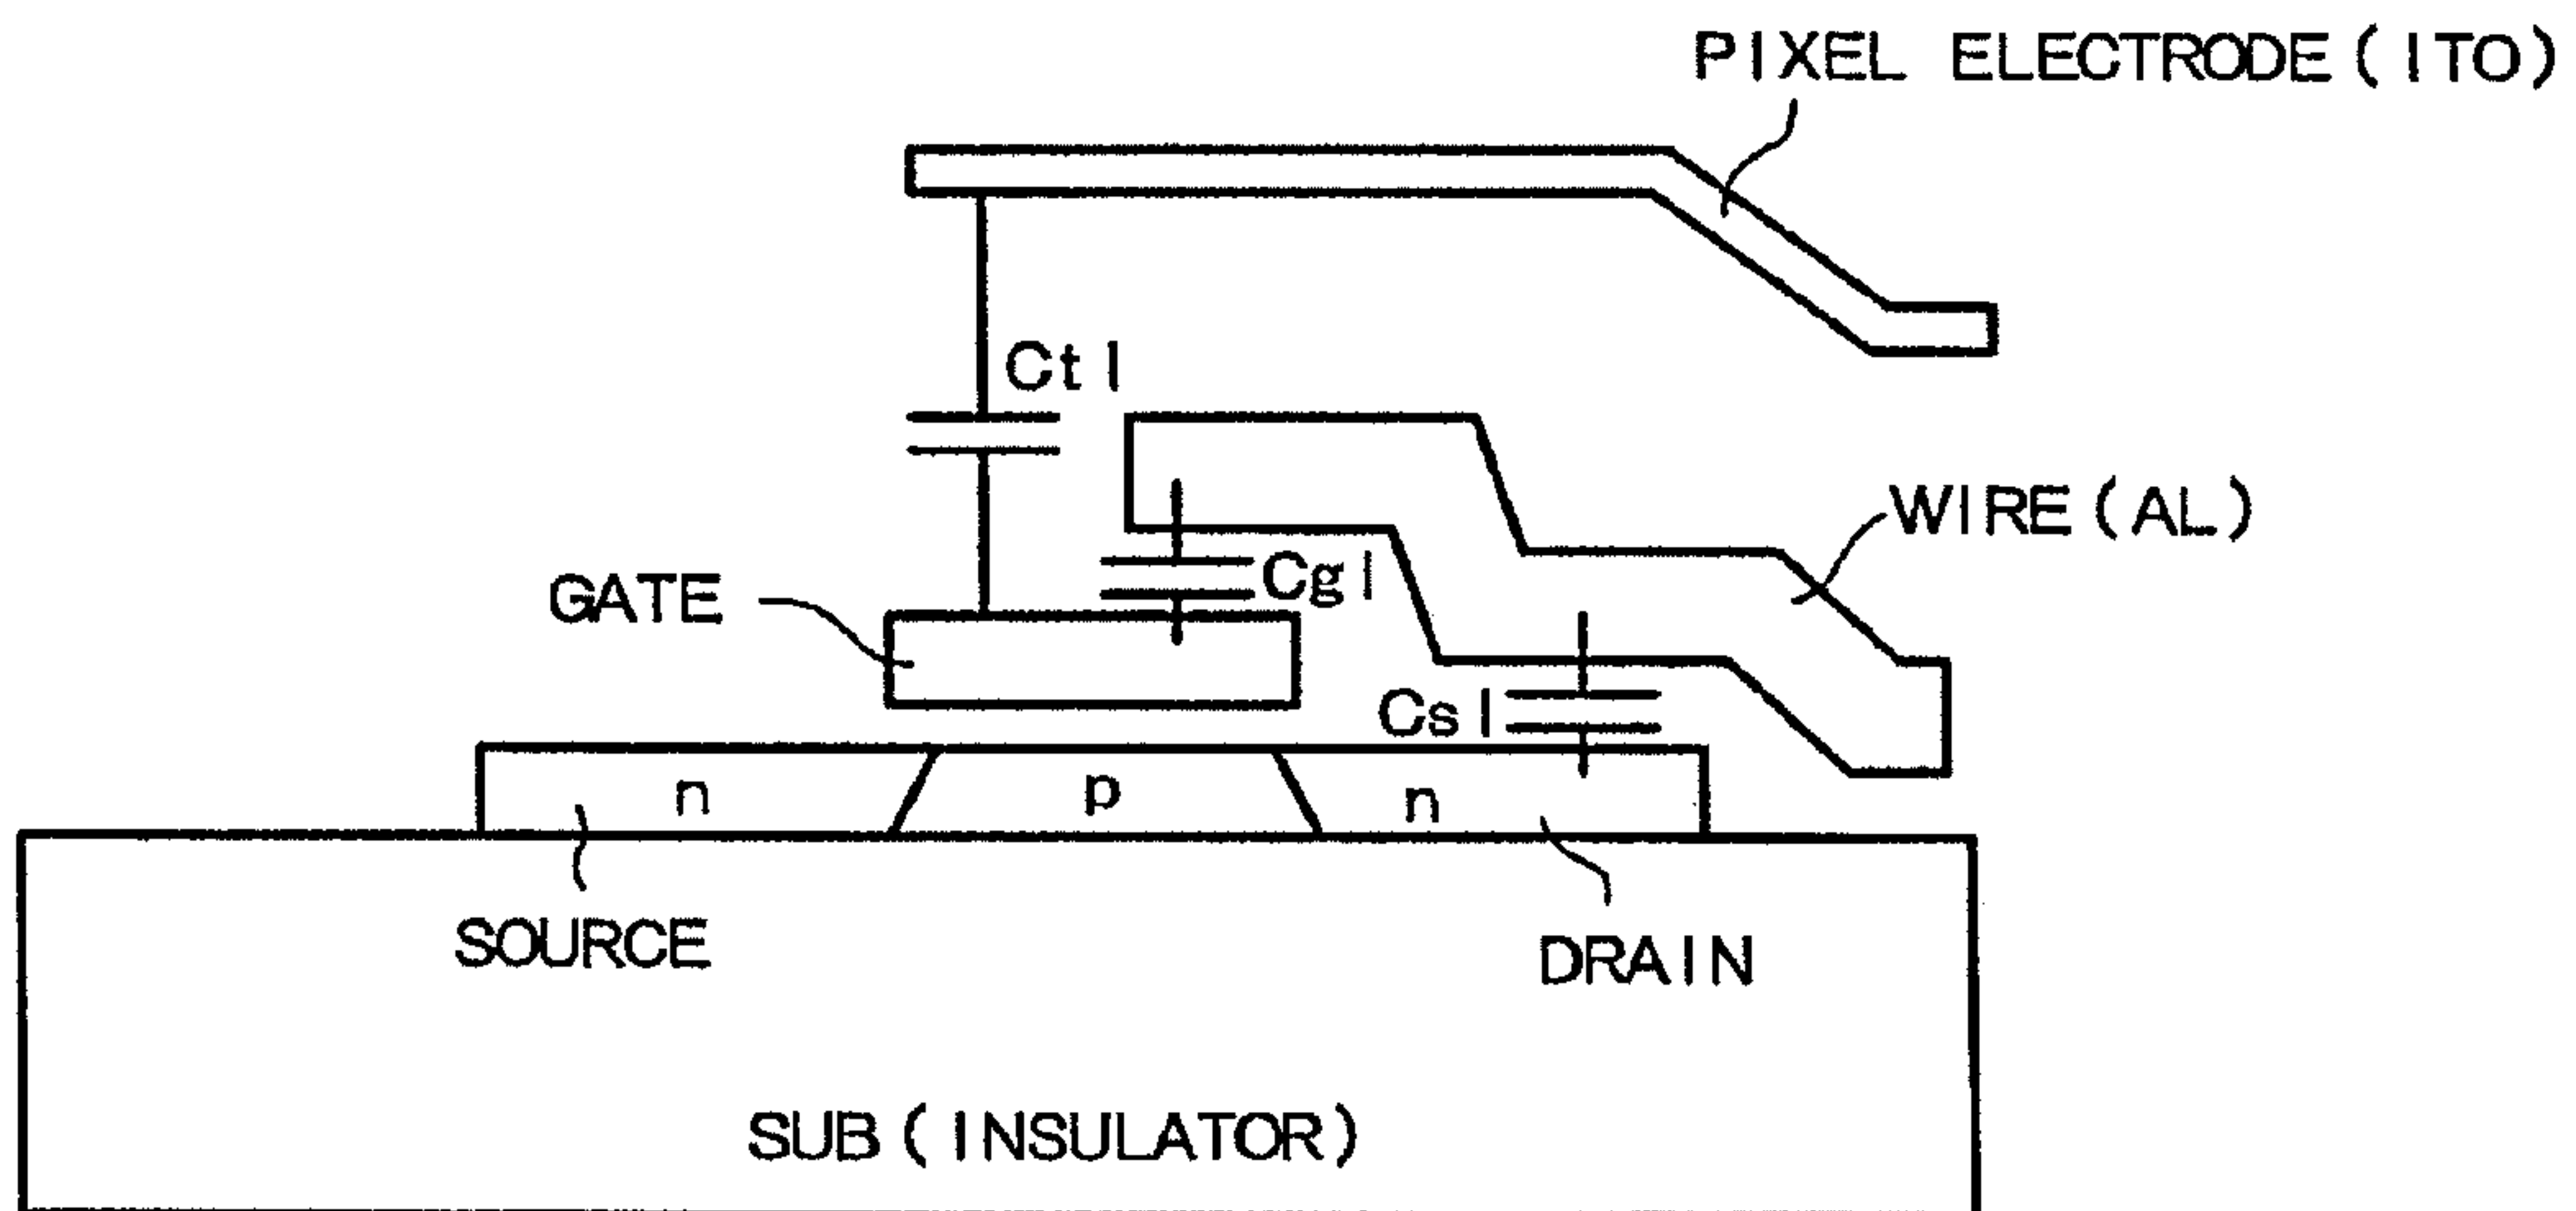 PIXEL ELECTRODE(ITO)
Ctl
WIRE(AL)
Cgl
GATE
Csl
n
p
n
SOURCE
DRAIN
SUB(INSULATOR)